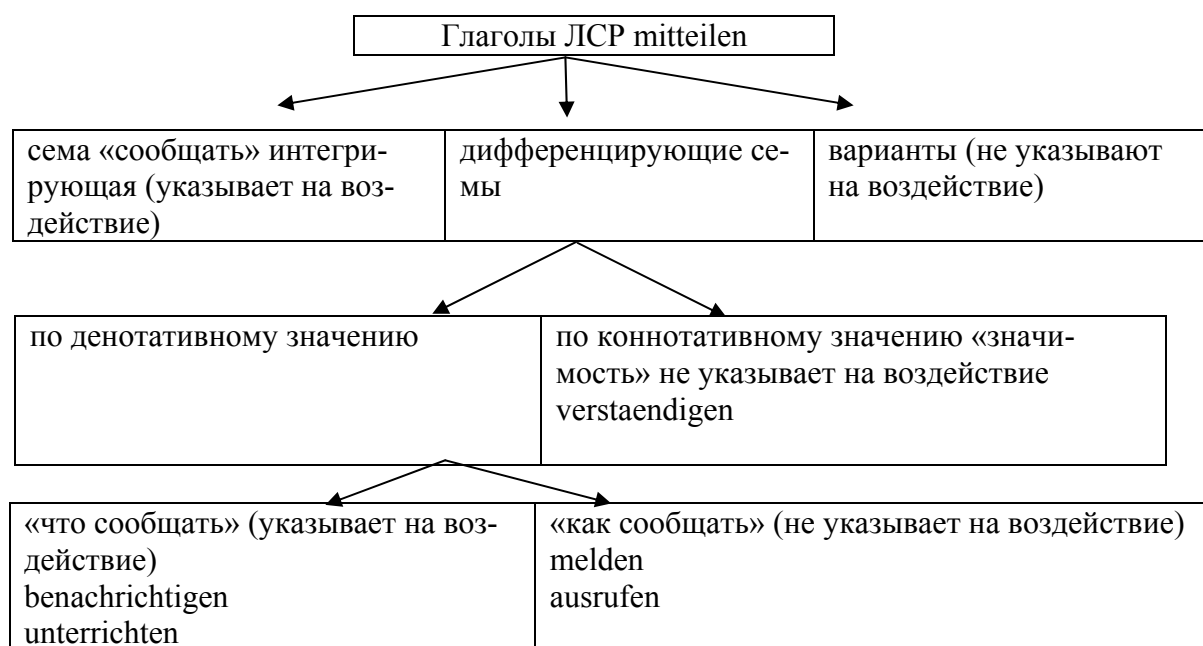 Глаголы ЛСР mitteilen
сема «сообщать» интегри-
рующая (указывает на воз-
действие)
дифференцирующие се-
мы
варианты (не указывают
на воздействие)
по денотативному значению
по коннотативному значению «значи-
мость» не указывает на воздействие
verstaendigen
«что сообщать» (указывает на воз-
действие)
benachrichtigen
unterrichten
«как сообщать» (не указывает на воздействие)
melden
ausrufen